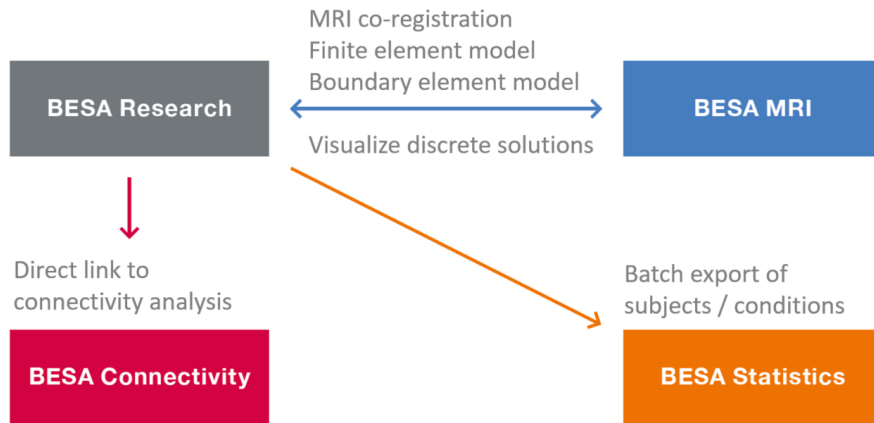 MRI co-registration
Finite element model
Boundary element model
BESA Research
BESA MRI
Visualize discrete solutions
Direct link to
connectivity analysis
Batch export of
subjects / conditions
BESA Connectivity
BESA Statistics